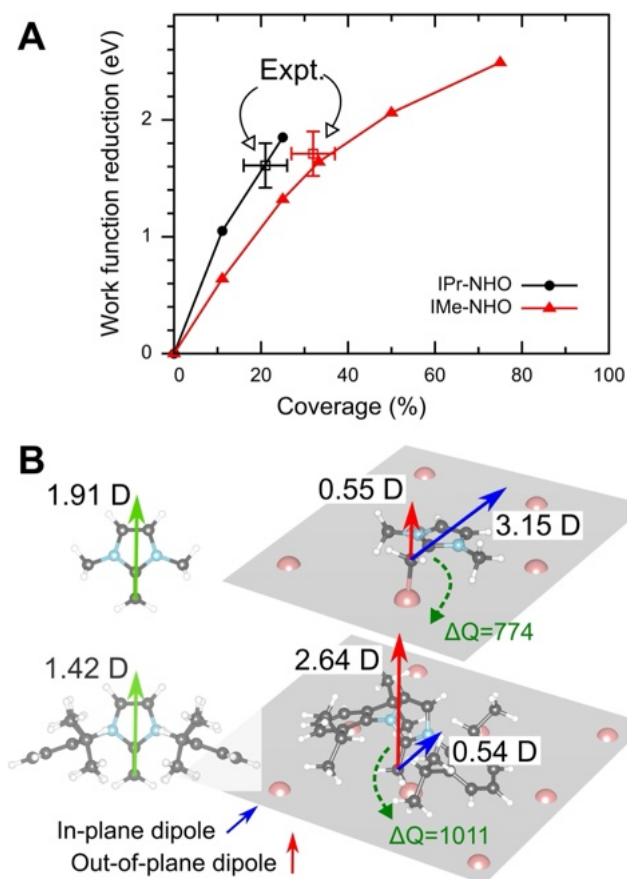 A
Work function reduction (eV)
2
1
0
Expt.
IPr-NHO
IMe-NHO
0 20 40 60 80 100
Coverage (%)
B
1.91 D
0.55 D
3.15 D
ΔQ=774
1.42 D
2.64 D
0.54 D
ΔQ=1011
In-plane dipole
Out-of-plane dipole